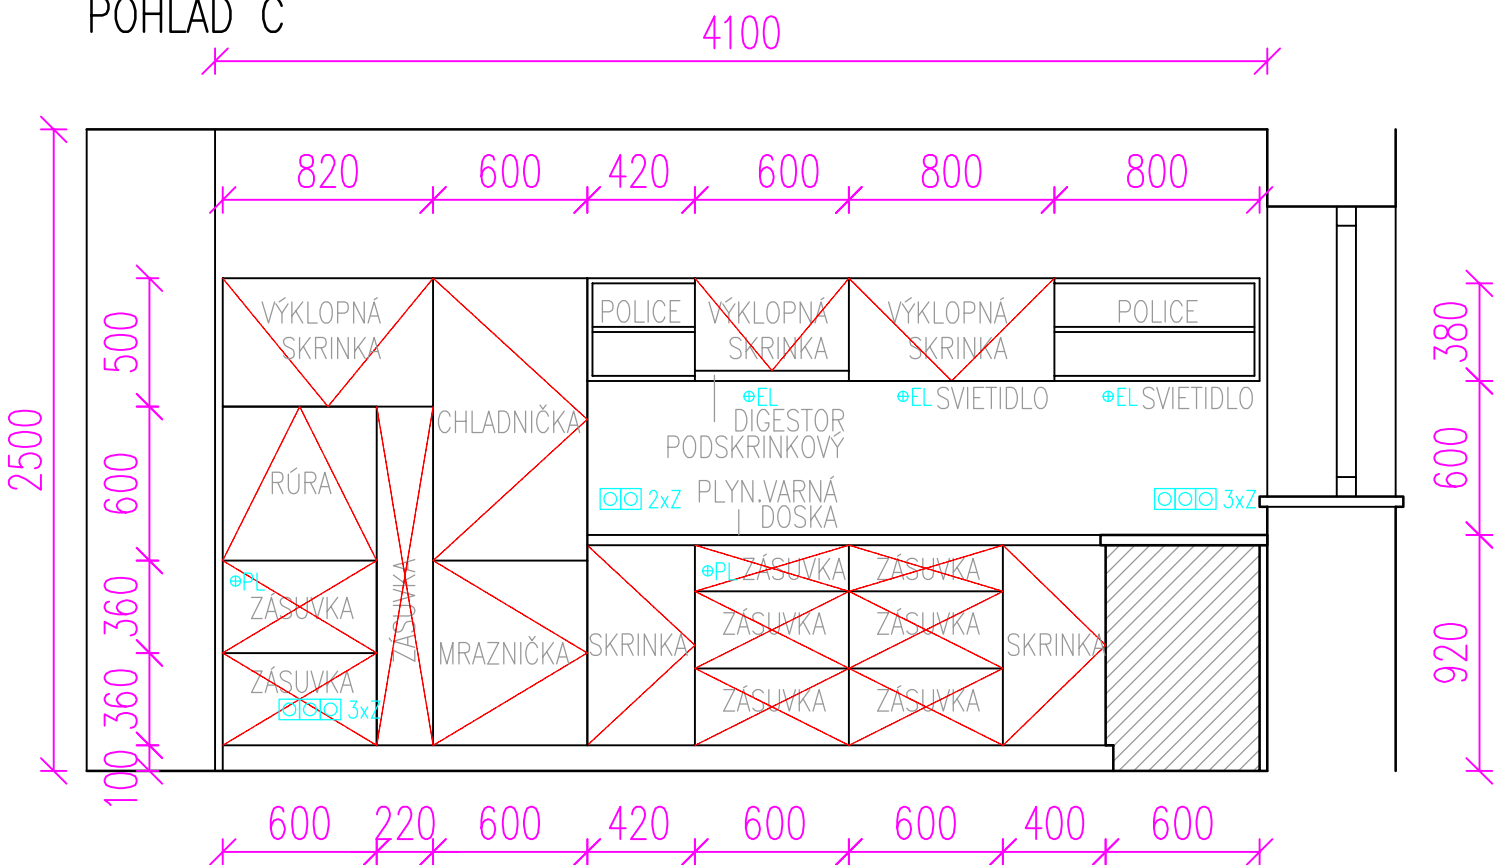 POHĽAD C
4100
820
600
420
600
800
800
2500
500
600
360
360
100
380
600
920
VÝKLOPNÁ
SKRINKA
POLICE
VÝKLOPNÁ
SKRINKA
VÝKLOPNÁ
SKRINKA
POLICE
EL
EL SVIETIDLO
EL SVIETIDLO
DIGESTOR
PODSKRINKOVÝ
CHLADNIČKA
RÚRA
2xZ
PLYN.VARNÁ
DOSKA
3xZ
PL
ZÁSUVKA
ZÁSUVKA
3xZ
ZÁSUVKA
MRAZNIČKA
SKRINKA
PL
ZÁSUVKA
ZÁSUVKA
ZÁSUVKA
ZÁSUVKA
ZÁSUVKA
ZÁSUVKA
SKRINKA
600
220
600
420
600
600
400
600